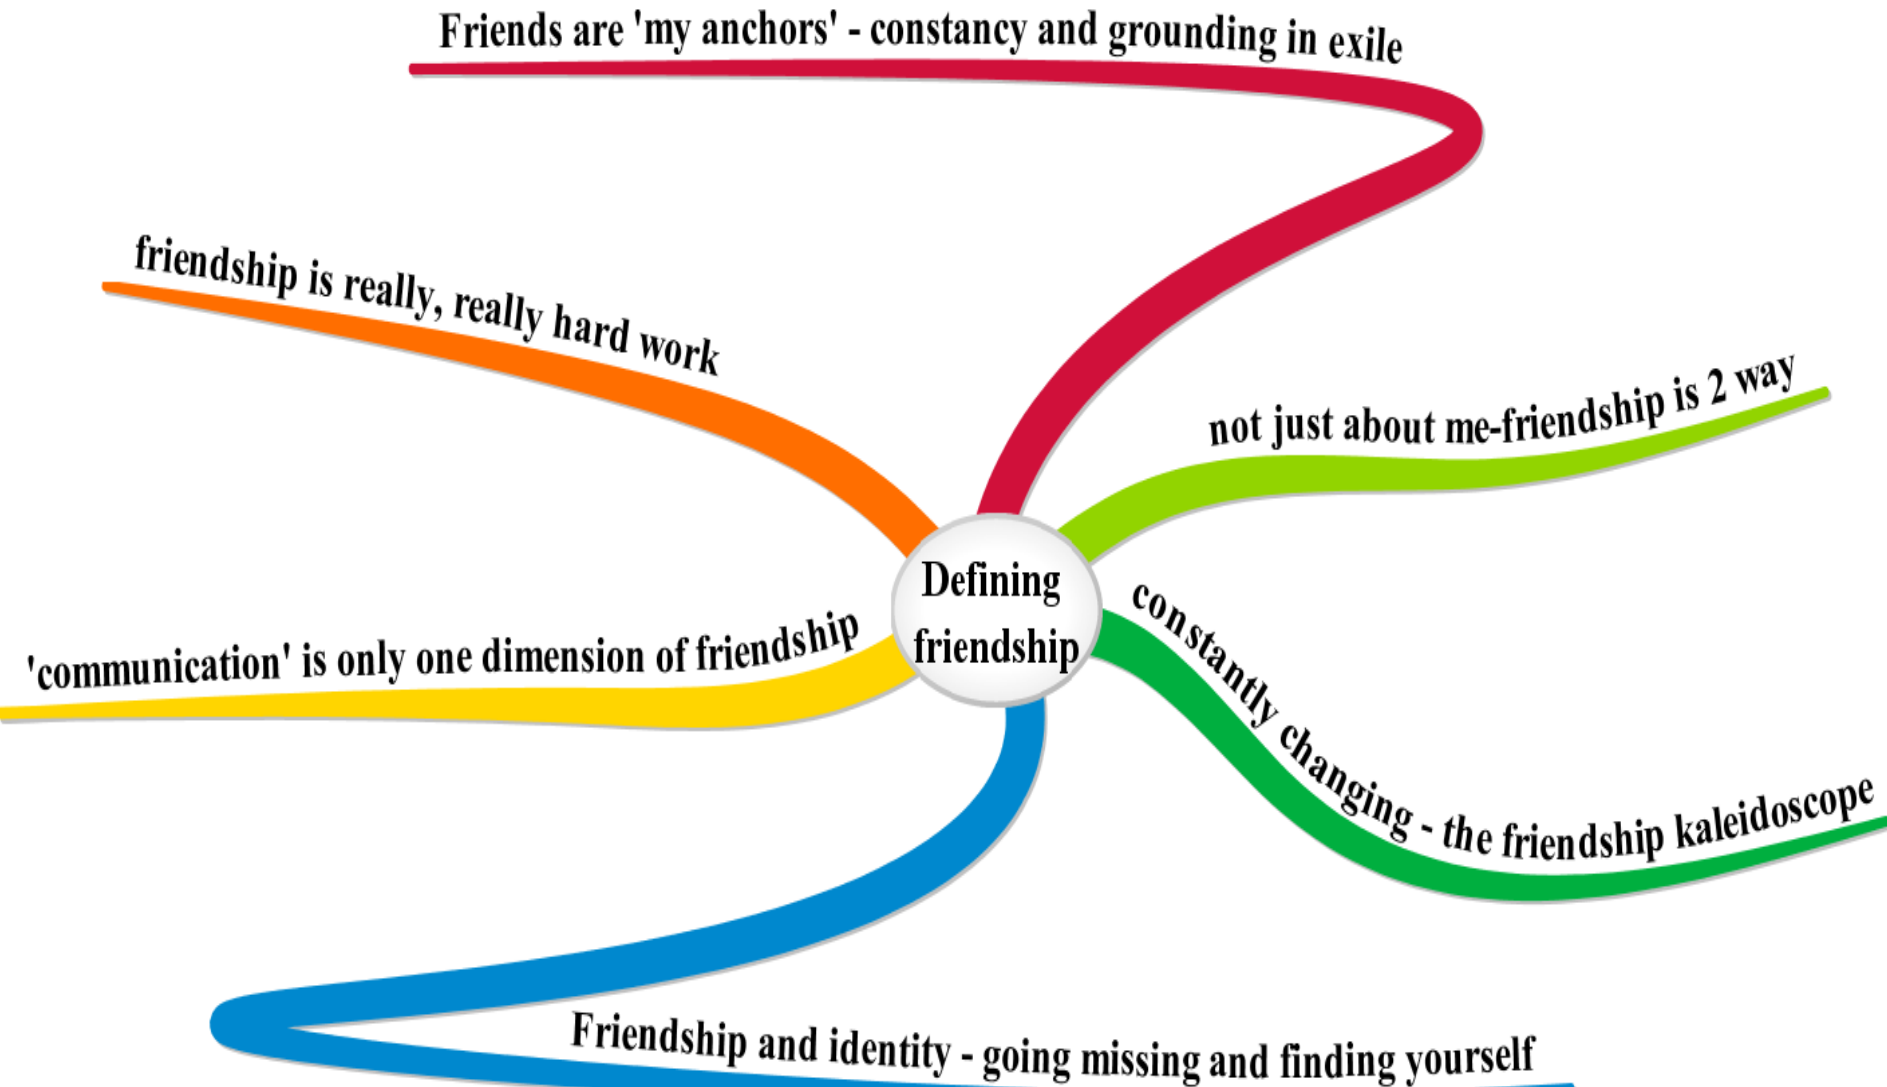 Friends are 'my anchors' - constancy and grounding in exile
friendship is really, really hard work
not just about me-friendship is 2 way
Defining
friendship
constantly changing - the friendship kaleidoscope
'communication' is only one dimension of friendship
Friendship and identity - going missing and finding yourself